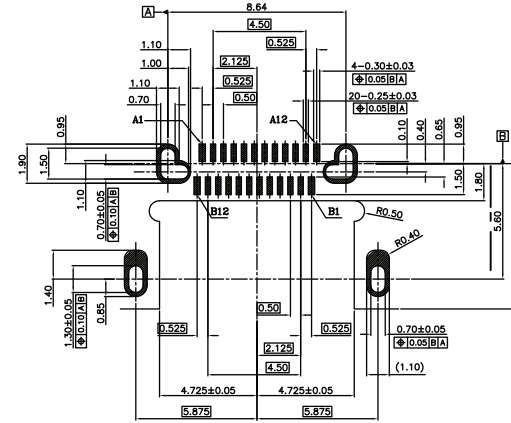 A
8.64
4.50
1.10
0.525
2.125
1.00
4-0.30±0.03
⌖ 0.05 B A
1.10
0.525
20-0.25±0.03
⌖ 0.05 B A
0.70
0.50
A1
A12
0.95
0.10
0.40
0.65
0.95
B
1.90
1.50
1.10
0.70±0.05
⌖ 0.10 A B
1.50
1.80
5.60
B12
B1
R0.50
R0.40
1.40
1.30±0.05
⌖ 0.10 A B
0.85
0.50
0.525
0.525
0.70±0.05
⌖ 0.05 B A
2.125
4.50
(1.10)
4.725±0.05
4.725±0.05
5.875
5.875